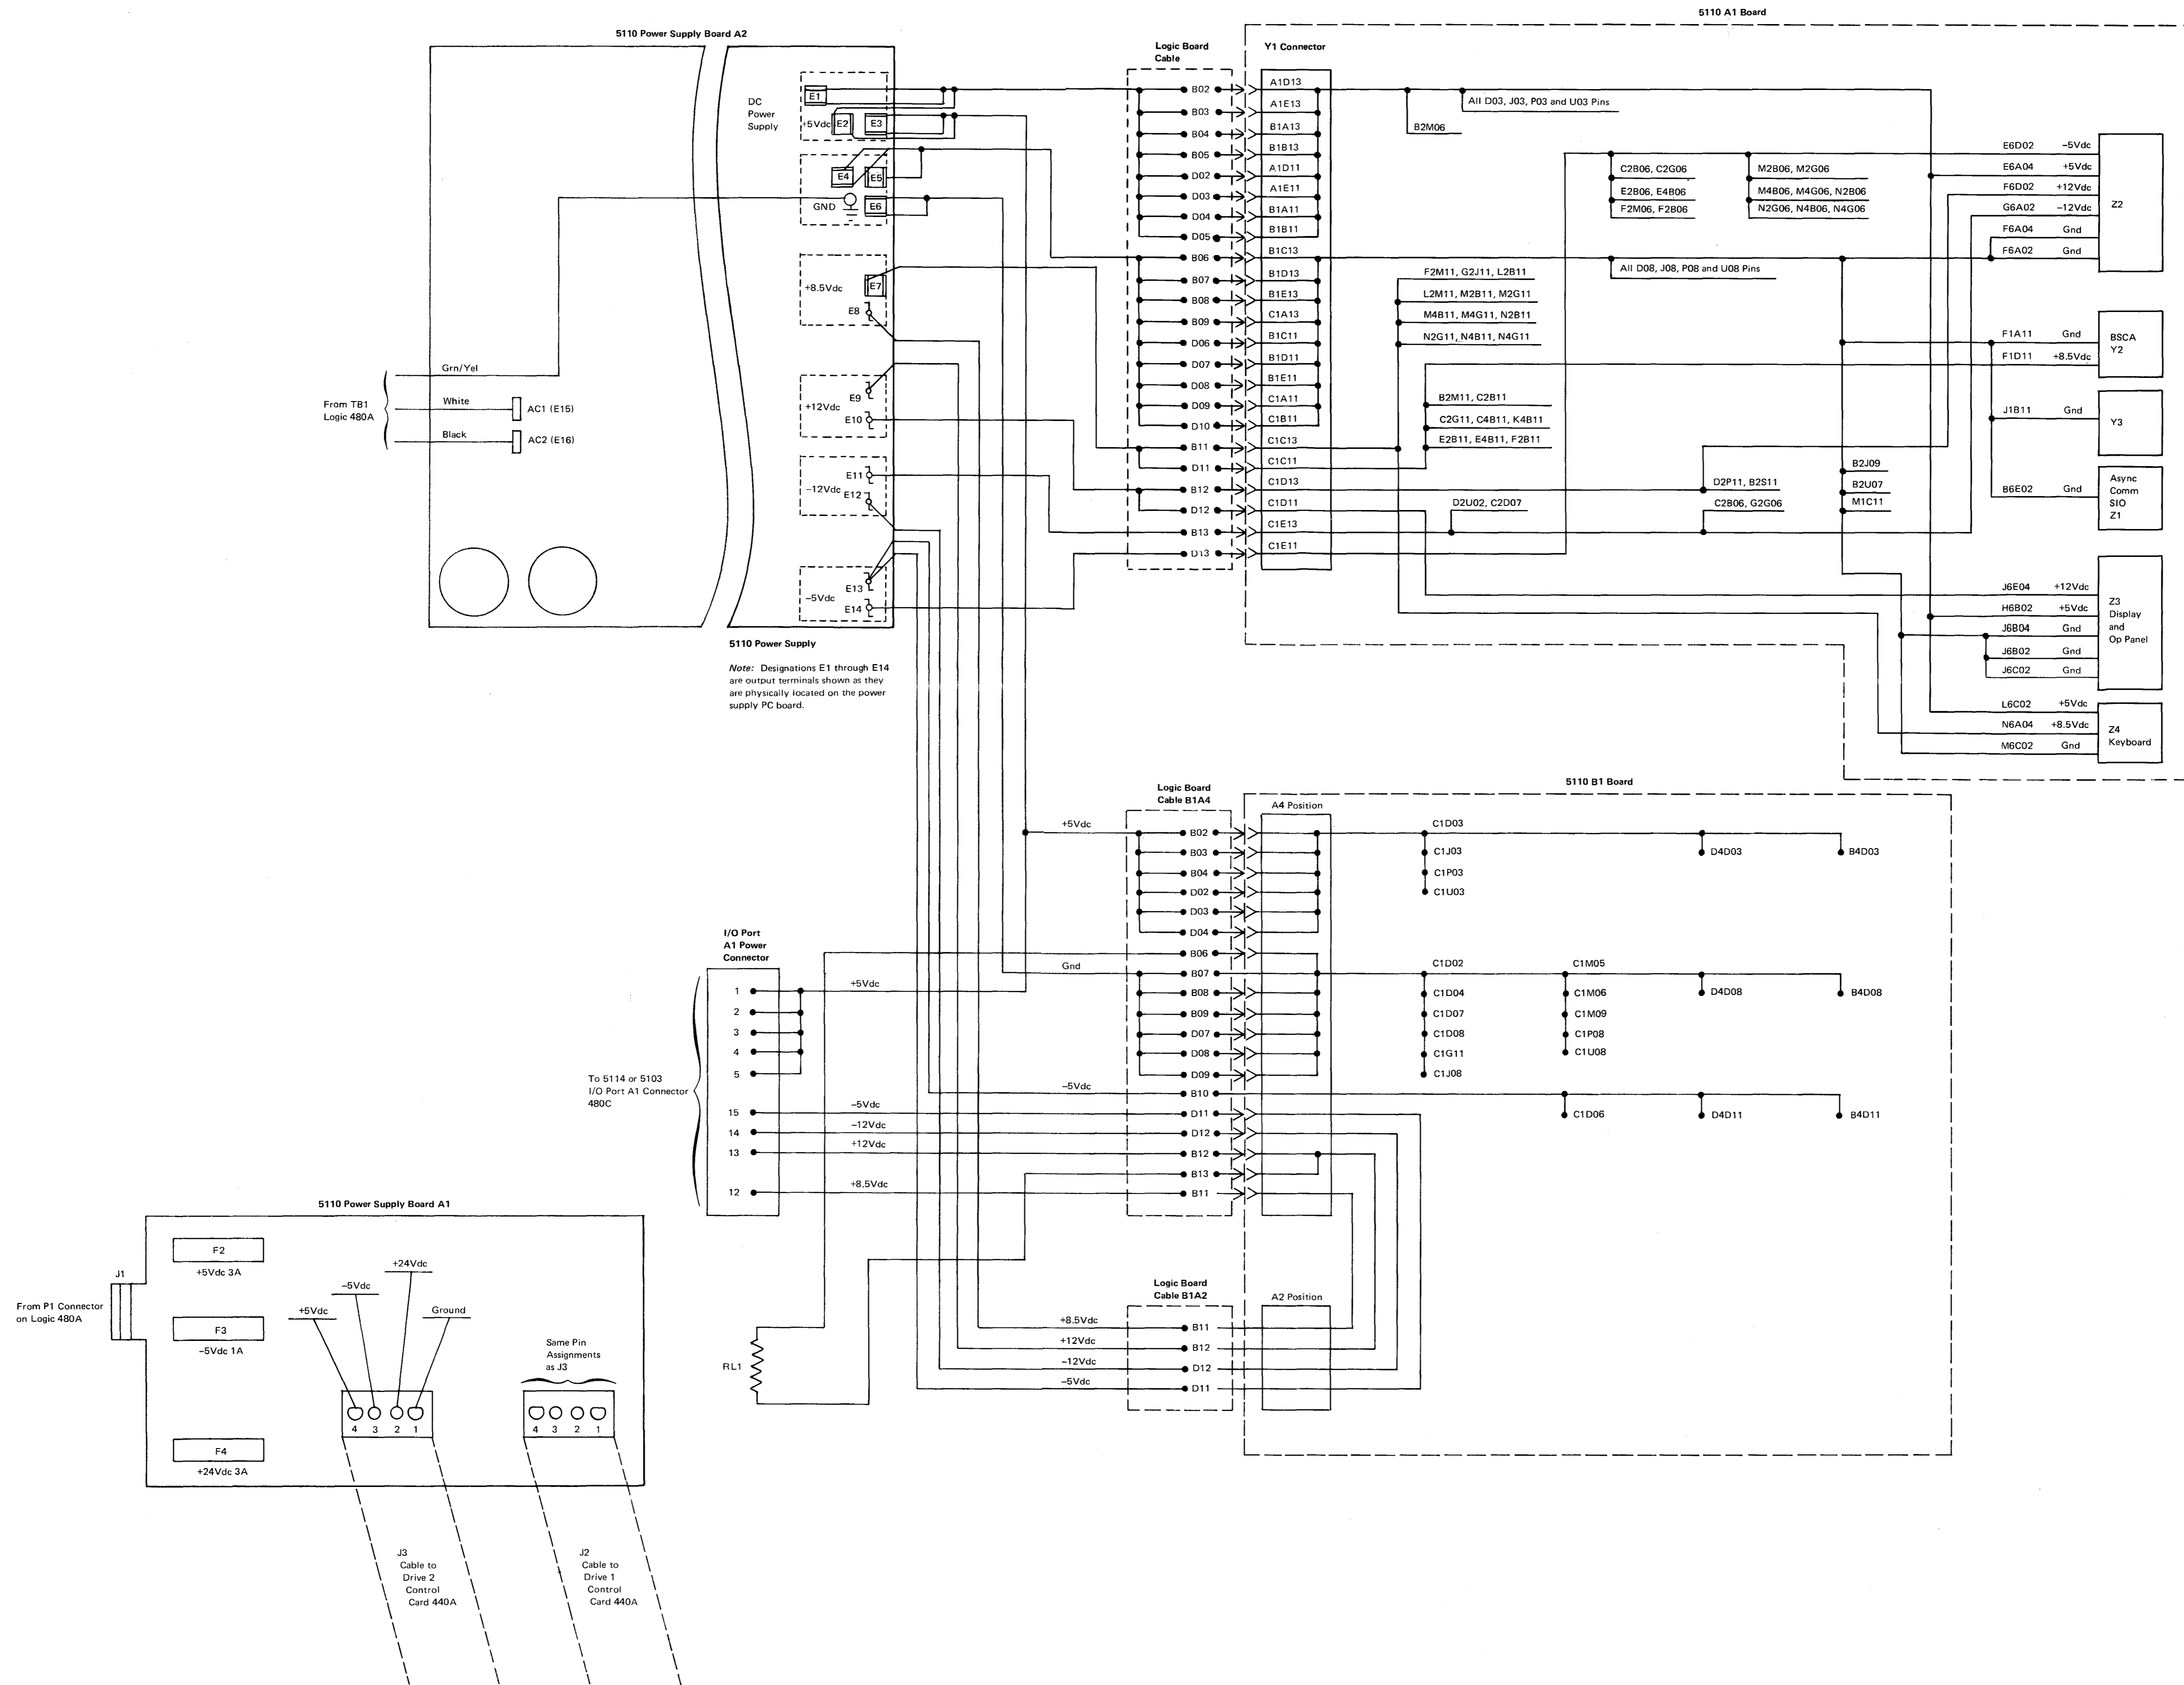 5110 A1 Board
5110 Power Supply Board A2
Logic Board
Cable
Y1 Connector
DC
Power
Supply
E1
+5Vdc
E2
E3
E4
E5
GND
E6
+8.5Vdc
E7
E8
+12Vdc
E9
E10
–12Vdc
E11
E12
–5Vdc
E13
E14
Grn/Yel
White
Black
From TB1
Logic 480A
AC1 (E15)
AC2 (E16)
5110 Power Supply
Note: Designations E1 through E14
are output terminals shown as they
are physically located on the power
supply PC board.
B02 A1D13
B03 A1E13
B04 B1A13
B05 B1B13
D02 A1D11
D03 A1E11
D04 B1A11
D05 B1B11
B06 B1C13
B07 B1D13
B08 B1E13
B09 C1A13
D06 B1C11
D07 B1D11
D08 B1E11
D09 C1A11
D10 C1B11
B11 C1C13
D11 C1C11
B12 C1D13
D12 C1D11
B13 C1E13
D13 C1E11
All D03, J03, P03 and U03 Pins
B2M06
C2B06, C2G06
E2B06, E4B06
F2M06, F2B06
M2B06, M2G06
M4B06, M4G06, N2B06
N2G06, N4B06, N4G06
All D08, J08, P08 and U08 Pins
F2M11, G2J11, L2B11
L2M11, M2B11, M2G11
M4B11, M4G11, N2B11
N2G11, N4B11, N4G11
B2M11, C2B11
C2G11, C4B11, K4B11
E2B11, E4B11, F2B11
D2U02, C2D07
D2P11, B2S11
C2B06, G2G06
B2J09
B2U07
M1C11
E6D02 –5Vdc
E6A04 +5Vdc
F6D02 +12Vdc
G6A02 –12Vdc
F6A04 Gnd
F6A02 Gnd
Z2
F1A11 Gnd
F1D11 +8.5Vdc
BSCA
Y2
J1B11 Gnd
Y3
B6E02 Gnd
Async
Comm
SIO
Z1
J6E04 +12Vdc
H6B02 +5Vdc
J6B04 Gnd
J6B02 Gnd
J6C02 Gnd
Z3
Display
and
Op Panel
L6C02 +5Vdc
N6A04 +8.5Vdc
M6C02 Gnd
Z4
Keyboard
5110 B1 Board
Logic Board
Cable B1A4
A4 Position
+5Vdc
B02
B03
B04
D02
D03
D04
B06
Gnd
B07
B08
B09
D07
D08
D09
–5Vdc
B10
D11
D12
B12
B13
B11
C1D03
C1J03
C1P03
C1U03
D4D03
B4D03
C1D02
C1D04
C1D07
C1D08
C1G11
C1J08
C1M05
C1M06
C1M09
C1P08
C1U08
D4D08
B4D08
C1D06
D4D11
B4D11
I/O Port
A1 Power
Connector
1 +5Vdc
2
3
4
5
15 –5Vdc
14 –12Vdc
13 +12Vdc
12 +8.5Vdc
To 5114 or 5103
I/O Port A1 Connector
480C
Logic Board
Cable B1A2
A2 Position
+8.5Vdc B11
+12Vdc B12
–12Vdc D12
–5Vdc D11
RL1
5110 Power Supply Board A1
F2
+5Vdc 3A
F3
–5Vdc 1A
F4
+24Vdc 3A
J1
From P1 Connector
on Logic 480A
+5Vdc
–5Vdc
+24Vdc
Ground
4 3 2 1
Same Pin
Assignments
as J3
4 3 2 1
J3
Cable to
Drive 2
Control
Card 440A
J2
Cable to
Drive 1
Control
Card 440A